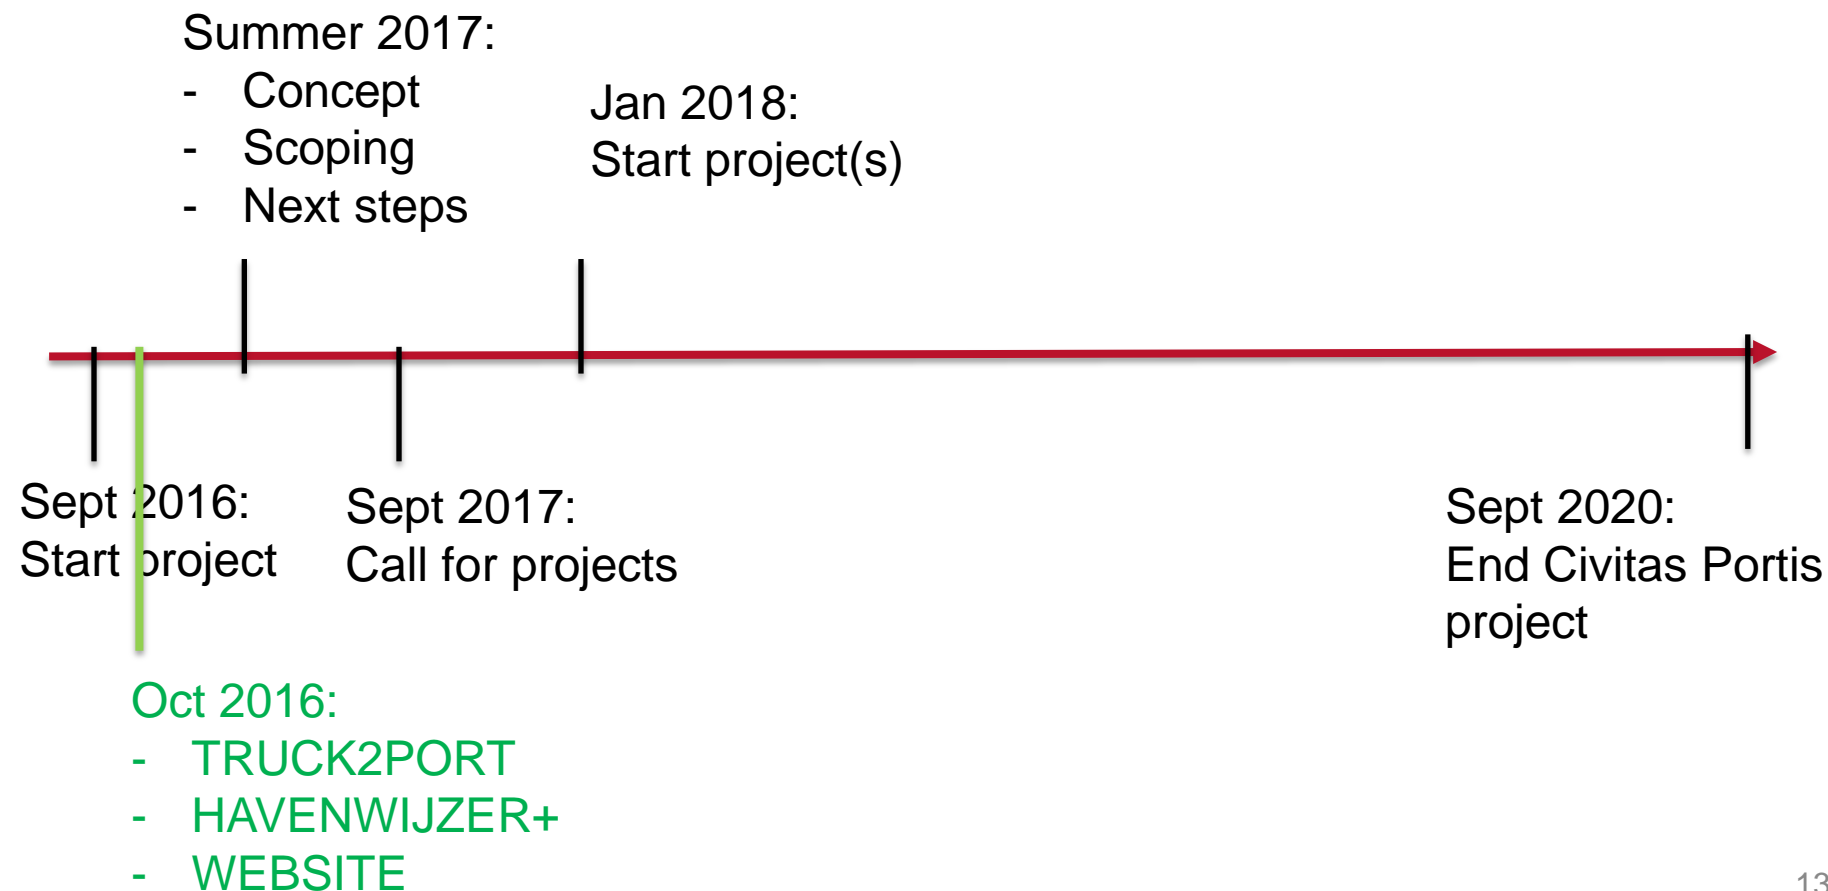 Summer 2017:
- Concept
- Scoping
- Next steps
Jan 2018:
Start project(s)
Sept 2016:
Start project
Sept 2017:
Call for projects
Sept 2020:
End Civitas Portis
project
Oct 2016:
- TRUCK2PORT
- HAVENWIJZER+
- WEBSITE
13